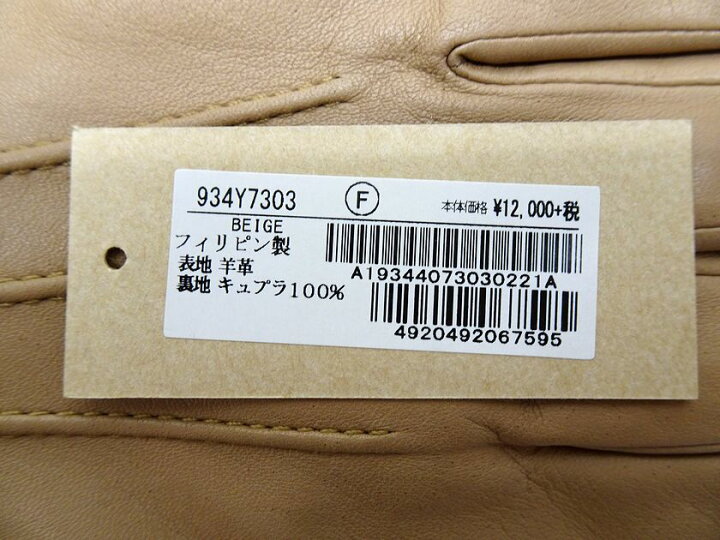 934Y7303 Ⓕ 本体価格 ¥12,000+税
BEIGE
フィリピン製
表地 羊革
裏地 キュプラ100%
A19344073030221A
4920492067595